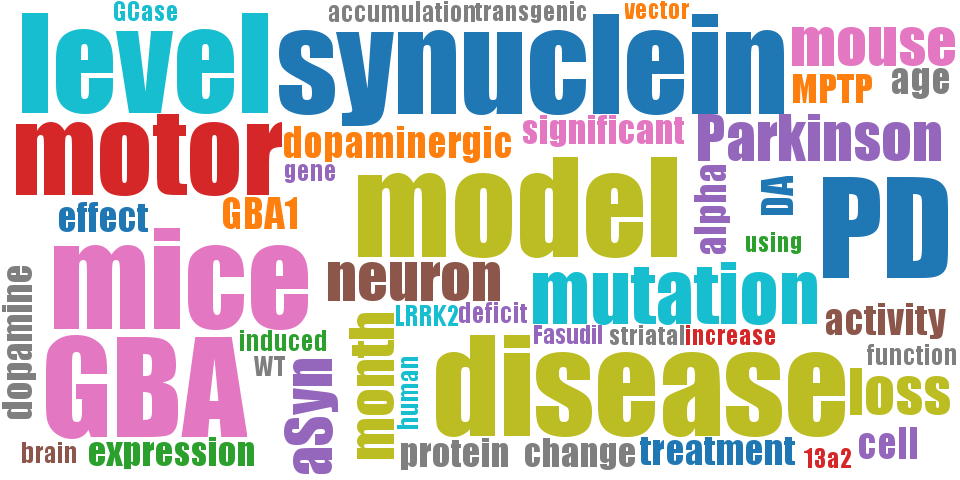 GCase
accumulation
transgenic
vector
level
synuclein
mouse
MPTP
age
motor
dopaminergic
significant
Parkinson
gene
model
alpha
DA
PD
effect
GBA1
using
mice
neuron
mutation
dopamine
LRRK2
deficit
activity
induced
month
Fasudil
striatal
increase
function
WT
GBA
aSyn
human
disease
loss
brain
expression
protein
change
treatment
13a2
cell